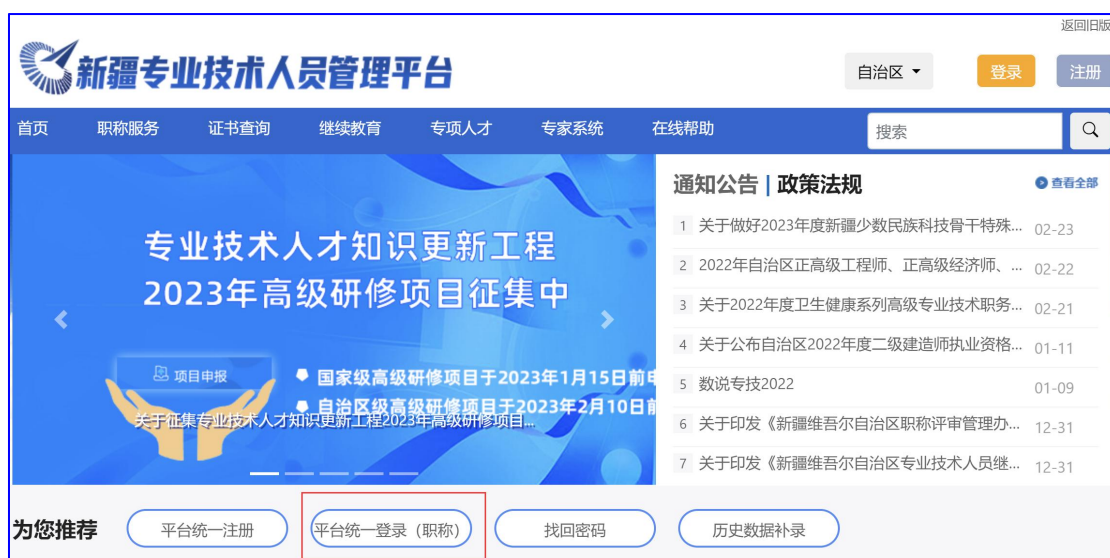 返回旧版
新疆专业技术人员管理平台
自治区
登录
注册
首页 职称服务 证书查询 继续教育 专项人才 专家系统 在线帮助
搜索
专业技术人才知识更新工程
2023年高级研修项目征集中
项目申报
国家级高级研修项目于2023年1月15日前
自治区级高级研修项目于2023年2月10日前
关于征集专业技术人才知识更新工程2023年高级研修项目...
通知公告 | 政策法规
查看全部
1 关于做好2023年度新疆少数民族科技骨干特殊... 02-23
2 2022年自治区正高级工程师、正高级经济师、... 02-22
3 关于2022年度卫生健康系列高级专业技术职务... 02-21
4 关于公布自治区2022年度二级建造师执业资格... 01-11
5 数说专技2022 01-09
6 关于印发《新疆维吾尔自治区职称评审管理办... 12-31
7 关于印发《新疆维吾尔自治区专业技术人员继... 12-31
为您推荐 平台统一注册 平台统一登录（职称） 找回密码 历史数据补录